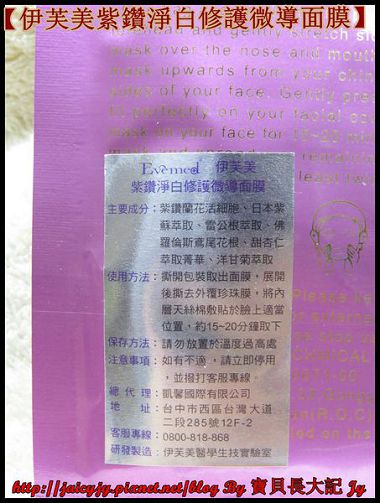 【伊芙美紫鑽淨白修護微導面膜】
and gently stretch
mask over the nose and mouth
mask upwards from your chin
of your face. Gently
perfectly on your facial
mask on your face for 15~20
Evemed 伊芙美
紫鑽淨白修護微導面膜
主要成分：紫鑽蘭花活細胞、日本紫
蘇萃取、雷公根萃取、佛
羅倫斯鳶尾花根、甜杏仁
萃取菁華、洋甘菊萃取
使用方法：撕開包裝取出面膜，展開
後撕去外覆珍珠膜，將內
層天絲棉敷貼於臉上適當
位置，約15~20分鐘取下
保存方法：請勿放置於溫度過高處
注意事項：如有不適，請立即停用
，並撥打客服專線
總代理：凱馨國際有限公司
地址：台中市西區台灣大道
二段285號12F-2
客服專線：0800-818-868
研發製造：伊芙美醫學生技實驗室
Please
http://juicyjy.pixnet.net/blog By 寶貝長大記 Jy